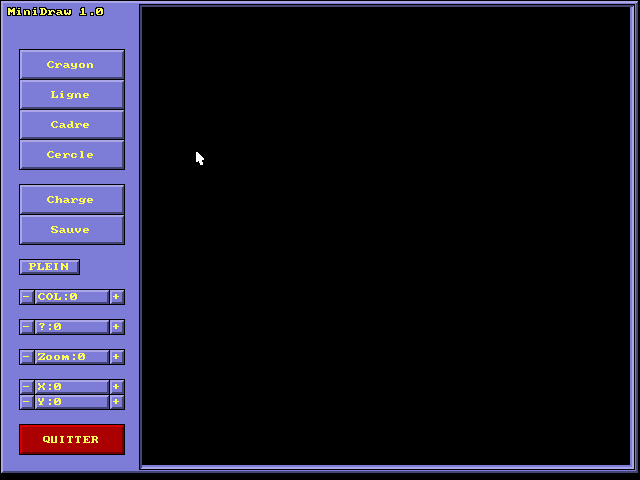 MiniDraw 1.0
Crayon
Ligne
Cadre
Cercle
Charge
Sauve
PLEIN
- COL:0 +
- ?:0 +
- Zoom:0 +
- X:0 +
- Y:0 +
QUITTER